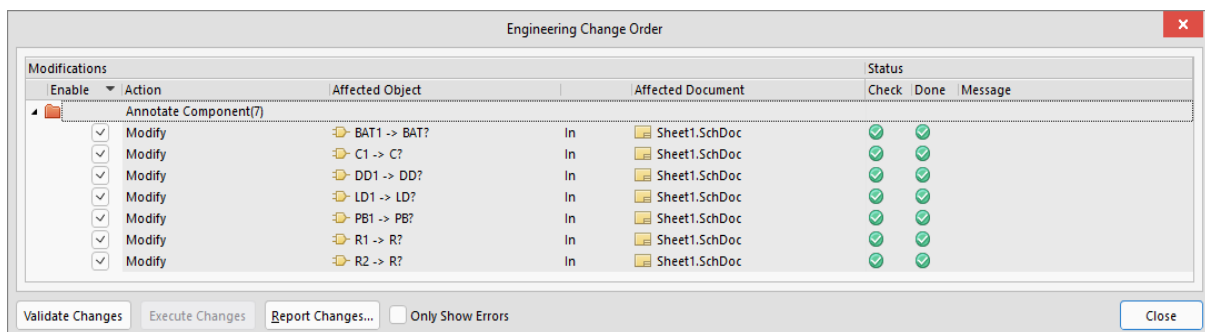 Engineering Change Order
Modifications Status
Enable Action Affected Object Affected Document Check Done Message
Annotate Component(7)
Modify BAT1 -> BAT? In Sheet1.SchDoc
Modify C1 -> C? In Sheet1.SchDoc
Modify DD1 -> DD? In Sheet1.SchDoc
Modify LD1 -> LD? In Sheet1.SchDoc
Modify PB1 -> PB? In Sheet1.SchDoc
Modify R1 -> R? In Sheet1.SchDoc
Modify R2 -> R? In Sheet1.SchDoc
Validate Changes Execute Changes Report Changes... Only Show Errors Close